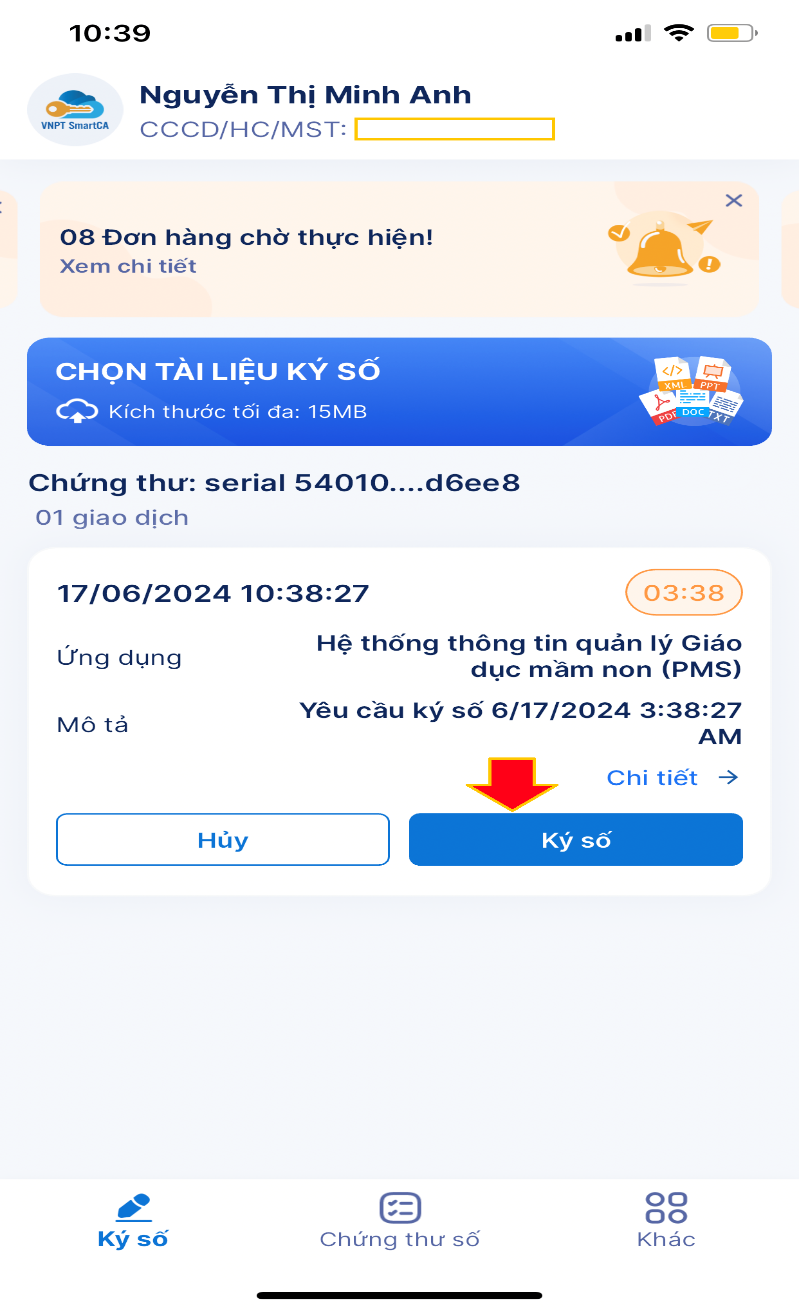 10:39
Nguyễn Thị Minh Anh
VNPT SmartCA
CCCD/HC/MST:
08 Đơn hàng chờ thực hiện!
Xem chi tiết
CHỌN TÀI LIỆU KÝ SỐ
Kích thước tối đa: 15MB
</> XML PPT
PDF DOC TXT
Chứng thư: serial 54010....d6ee8
01 giao dịch
17/06/2024 10:38:27
03:38
Ứng dụng
Hệ thống thông tin quản lý Giáo
dục mầm non (PMS)
Mô tả
Yêu cầu ký số 6/17/2024 3:38:27
AM
Chi tiết →
Hủy
Ký số
Ký số
Chứng thư số
Khác